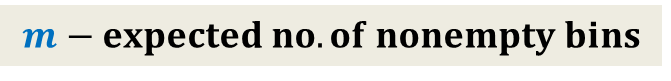 m – expected no. of nonempty bins